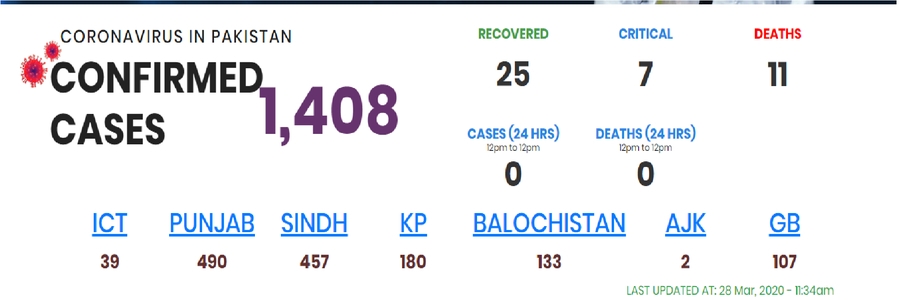 CORONAVIRUS IN PAKISTAN
CONFIRMED
CASES
1,408
RECOVERED CRITICAL DEATHS
25 7 11
CASES (24 HRS) DEATHS (24 HRS)
12pm to 12pm 12pm to 12pm
0 0
ICT PUNJAB SINDH KP BALOCHISTAN AJK GB
39 490 457 180 133 2 107
LAST UPDATED AT: 28 Mar, 2020 - 11:34am